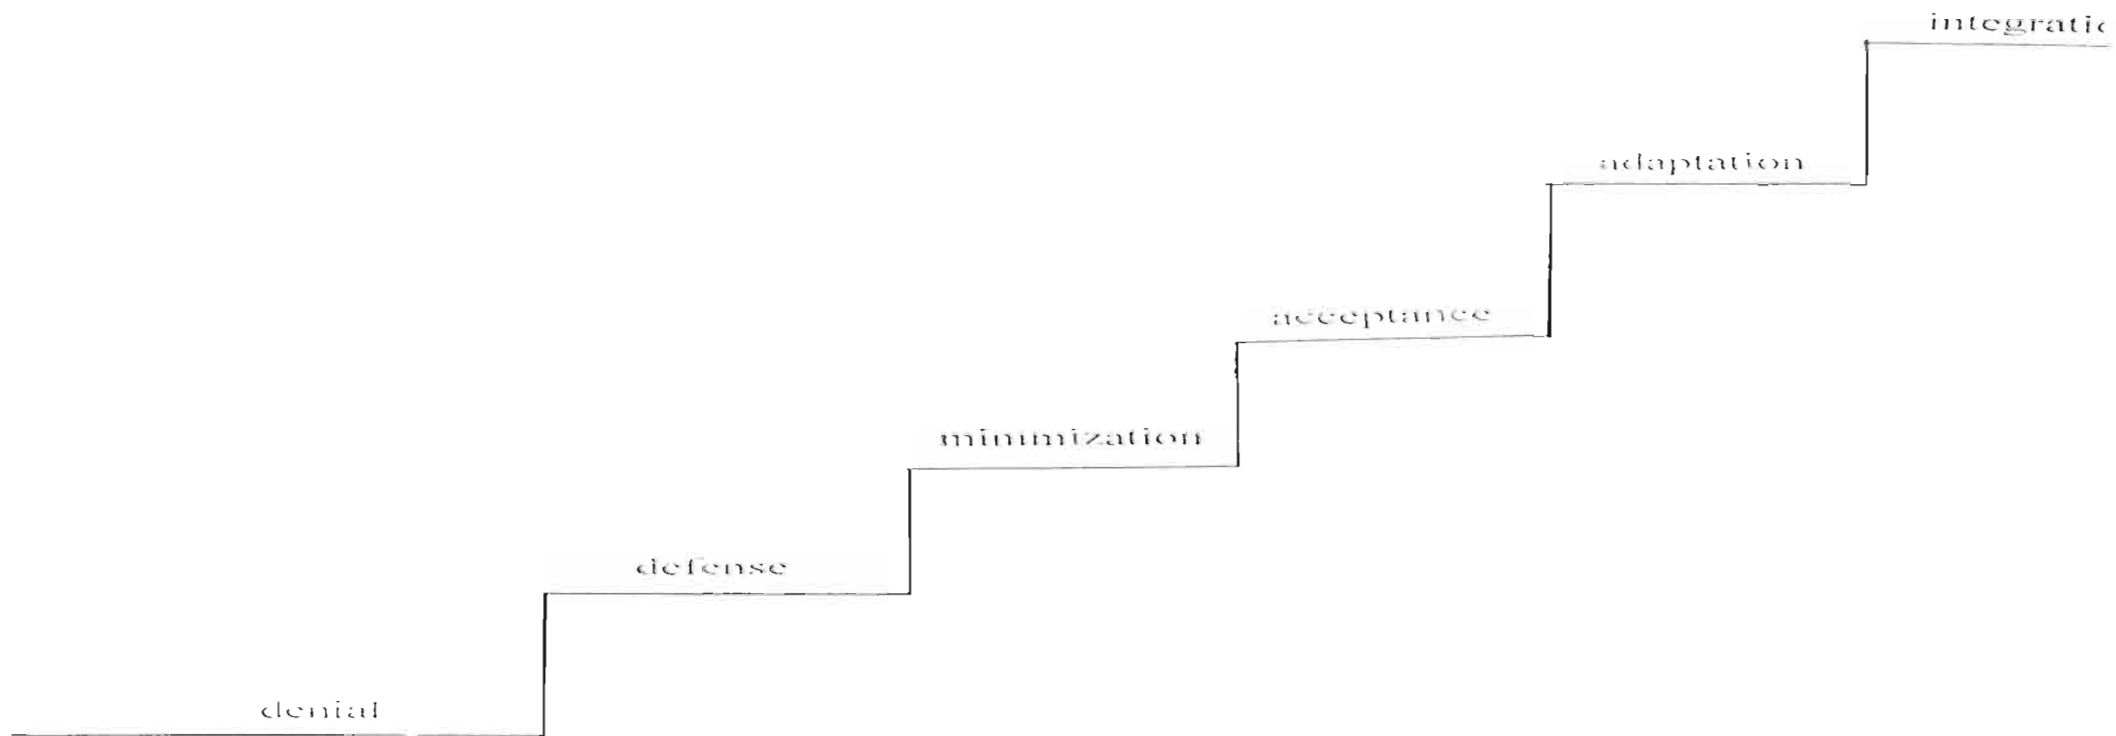 integratio
adaptation
acceptance
minimization
defense
denial